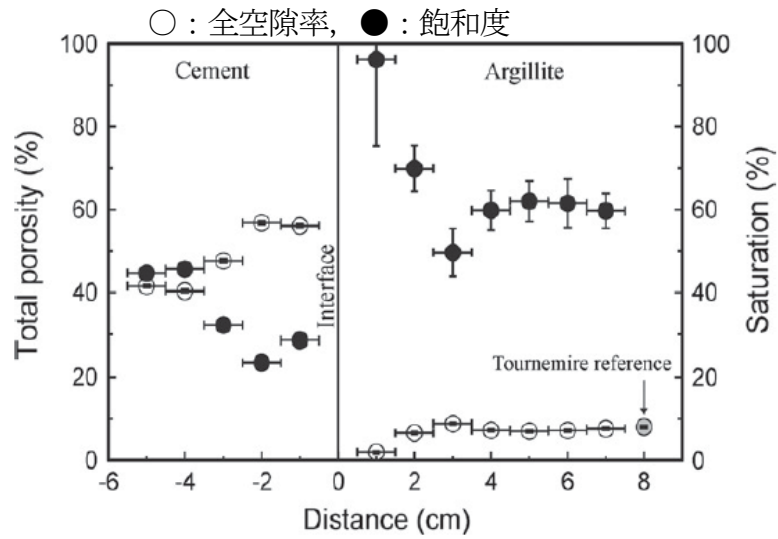 ○：全空隙率，●：飽和度
Cement
Argillite
100
80
60
40
20
0
Total porosity (%)
100
80
60
40
20
0
Saturation (%)
Interface
Tournemire reference
-6 -4 -2 0 2 4 6 8
Distance (cm)